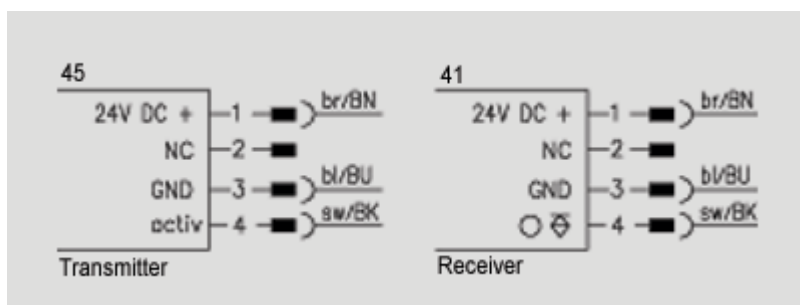 45
24V DC + 1 br/BN
NC 2
GND 3 bl/BU
activ 4 sw/BK
Transmitter
41
24V DC + 1 br/BN
NC 2
GND 3 bl/BU
4 sw/BK
Receiver